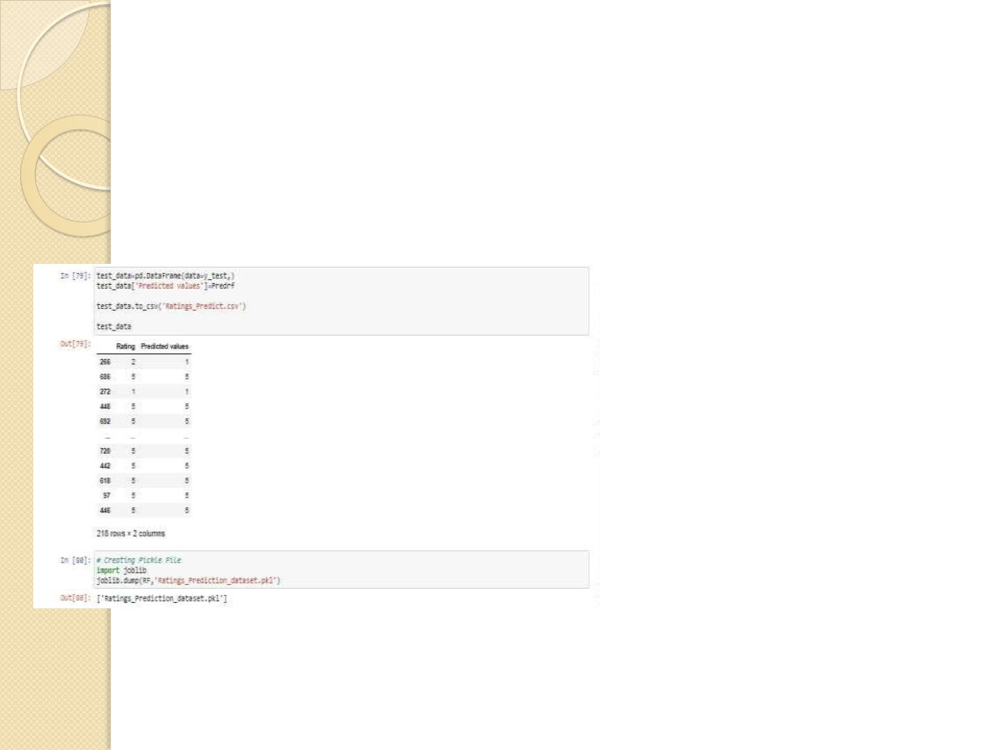 In [79]: test_data=pd.DataFrame(data=y_test,)
test_data['Predicted values']=Predrf
test_data.to_csv('Ratings_Predict.csv')
test_data
Out[79]:
Rating Predicted values
266 2 1
686 5 5
272 1 1
448 5 5
692 5 5
... ... ...
720 5 5
442 5 5
618 5 5
97 5 5
446 5 5
218 rows × 2 columns
In [80]: # Creating Pickle File
import joblib
joblib.dump(RF,'Ratings_Prediction_dataset.pkl')
Out[80]: ['Ratings_Prediction_dataset.pkl']